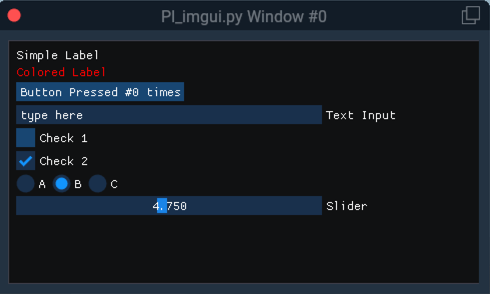 PI_imgui.py Window #0
Simple Label
Colored Label
Button Pressed #0 times
type here Text Input
Check 1
Check 2
A B C
4.750 Slider